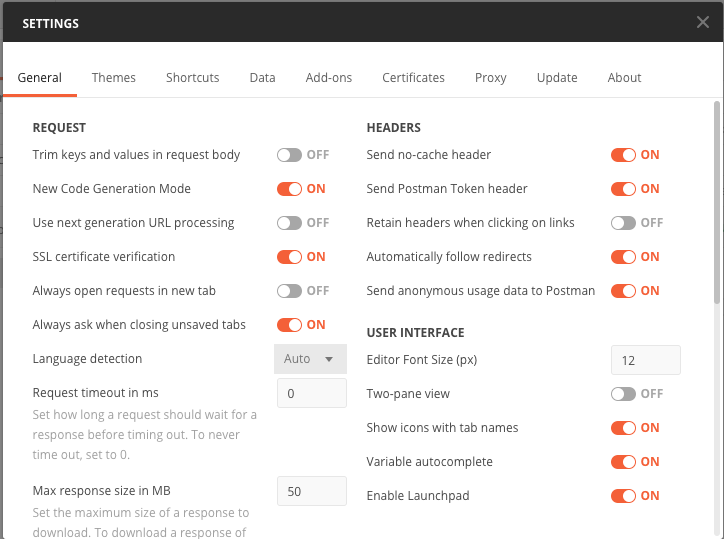 SETTINGS
General Themes Shortcuts Data Add-ons Certificates Proxy Update About
REQUEST
Trim keys and values in request body OFF
New Code Generation Mode ON
Use next generation URL processing OFF
SSL certificate verification ON
Always open requests in new tab OFF
Always ask when closing unsaved tabs ON
Language detection Auto
Request timeout in ms 0
Set how long a request should wait for a
response before timing out. To never
time out, set to 0.
Max response size in MB 50
Set the maximum size of a response to
download. To download a response of
HEADERS
Send no-cache header ON
Send Postman Token header ON
Retain headers when clicking on links OFF
Automatically follow redirects ON
Send anonymous usage data to Postman ON
USER INTERFACE
Editor Font Size (px) 12
Two-pane view OFF
Show icons with tab names ON
Variable autocomplete ON
Enable Launchpad ON